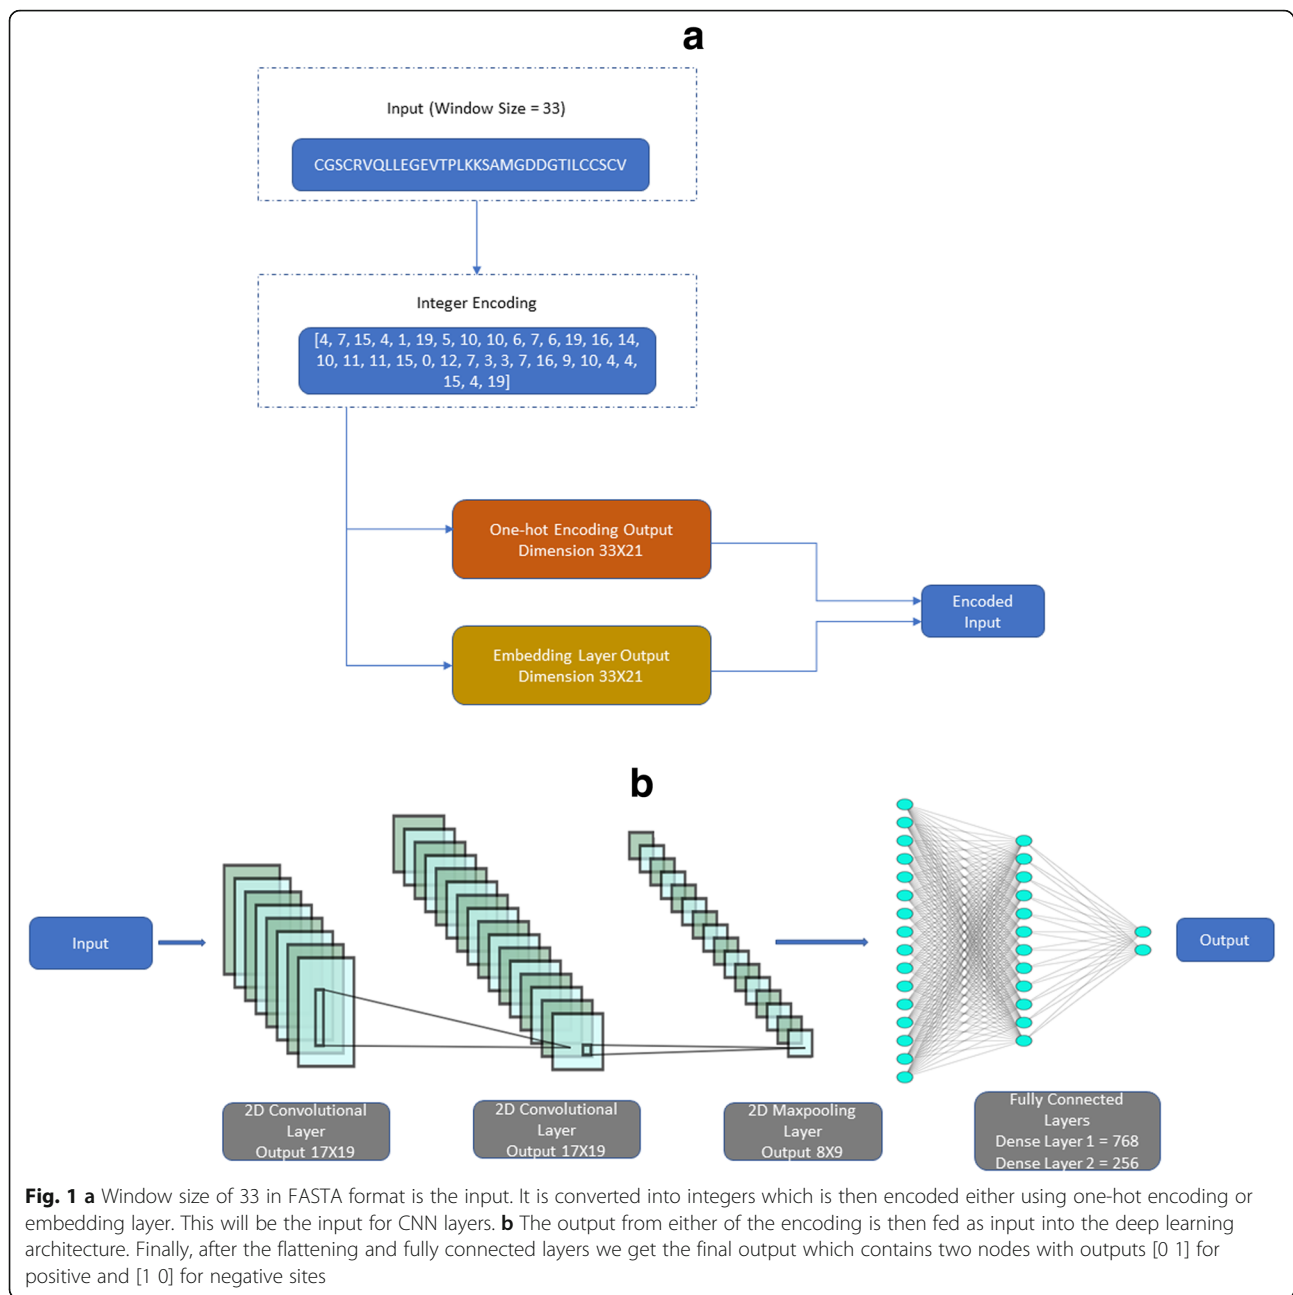 a
Input (Window Size = 33)
CGSCRVQLLEGEVTPLKKSAMGDDGTILCCSCV
Integer Encoding
[4, 7, 15, 4, 1, 19, 5, 10, 10, 6, 7, 6, 19, 16, 14,
10, 11, 11, 15, 0, 12, 7, 3, 3, 7, 16, 9, 10, 4, 4,
15, 4, 19]
One-hot Encoding Output
Dimension 33X21
Embedding Layer Output
Dimension 33X21
Encoded
Input
b
Input
Output
2D Convolutional
Layer
Output 17X19
2D Convolutional
Layer
Output 17X19
2D Maxpooling
Layer
Output 8X9
Fully Connected
Layers
Dense Layer 1 = 768
Dense Layer 2 = 256
Fig. 1 a Window size of 33 in FASTA format is the input. It is converted into integers which is then encoded either using one-hot encoding or
embedding layer. This will be the input for CNN layers. b The output from either of the encoding is then fed as input into the deep learning
architecture. Finally, after the flattening and fully connected layers we get the final output which contains two nodes with outputs [0 1] for
positive and [1 0] for negative sites